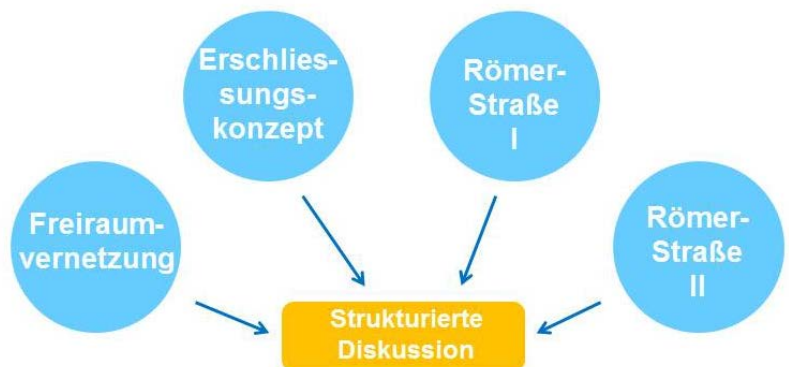 Erschlies-
sungs-
konzept
Römer-
Straße
I
Freiraum-
vernetzung
Römer-
Straße
II
Strukturierte
Diskussion